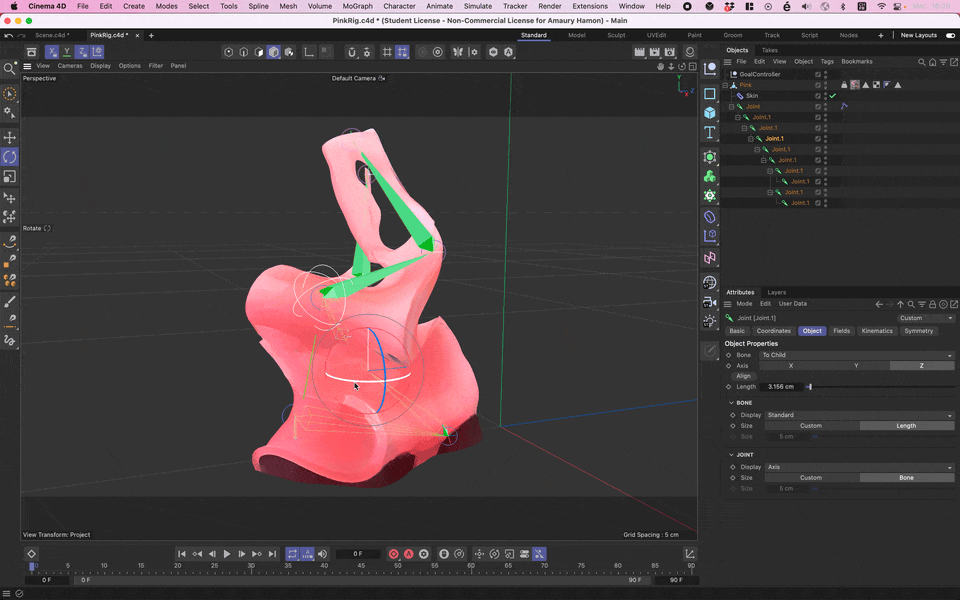 Cinema 4D File Edit Create Modes Select Tools Spline Mesh Volume MoGraph Character Animate Simulate Tracker Render Extensions Window Help
PinkRig.c4d * (Student License - Non-Commercial License for Amaury Hamon) - Main
Scene.c4d * PinkRig.c4d * Standard Model Sculpt UVEdit Paint Groom Track Script Nodes New Layouts
Objects Takes
View Cameras Display Options Filter Panel
File Edit View Object Tags Bookmarks
Perspective
Default Camera
GoalController
Pink
Skin
Joint
Joint.1
Joint.1
Joint.1
Joint.1
Joint.1
Joint.1
Joint.1
Joint.1
Joint.1
Rotate
Y
X
Z
Attributes Layers
Mode Edit User Data
Joint [Joint.1] Custom
Basic Coordinates Object Fields Kinematics Symmetry
Object Properties
Bone To Child
Axis X Y Z
Align
Length 3.156 cm
BONE
Display Standard
Size Custom Length
Size 5 cm
JOINT
Display Axis
Size Custom Bone
Size 5 cm
View Transform: Project Grid Spacing : 5 cm
0 F
0 5 10 15 20 25 30 35 40 45 50 55 60 65 70 75 80 85 90
0 F 0 F 90 F 90 F